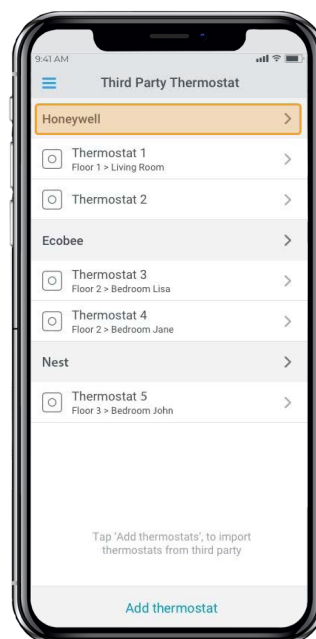 9:41 AM
Third Party Thermostat
Honeywell
Thermostat 1
Floor 1 > Living Room
Thermostat 2
Ecobee
Thermostat 3
Floor 2 > Bedroom Lisa
Thermostat 4
Floor 2 > Bedroom Jane
Nest
Thermostat 5
Floor 3 > Bedroom John
Tap 'Add thermostats', to import
thermostats from third party
Add thermostat